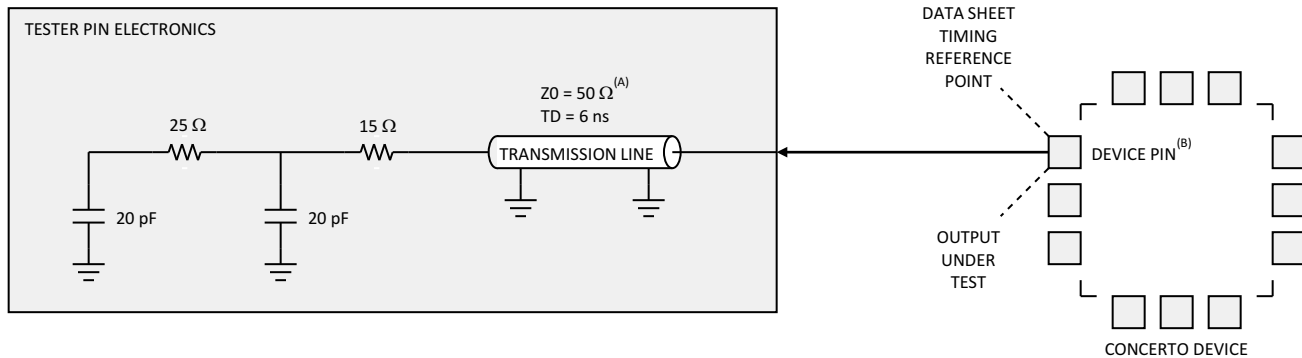 TESTER PIN ELECTRONICS
25 Ω
15 Ω
Z0 = 50 Ω(A)
TD = 6 ns
TRANSMISSION LINE
20 pF
20 pF
DATA SHEET
TIMING
REFERENCE
POINT
DEVICE PIN(B)
OUTPUT
UNDER
TEST
CONCERTO DEVICE